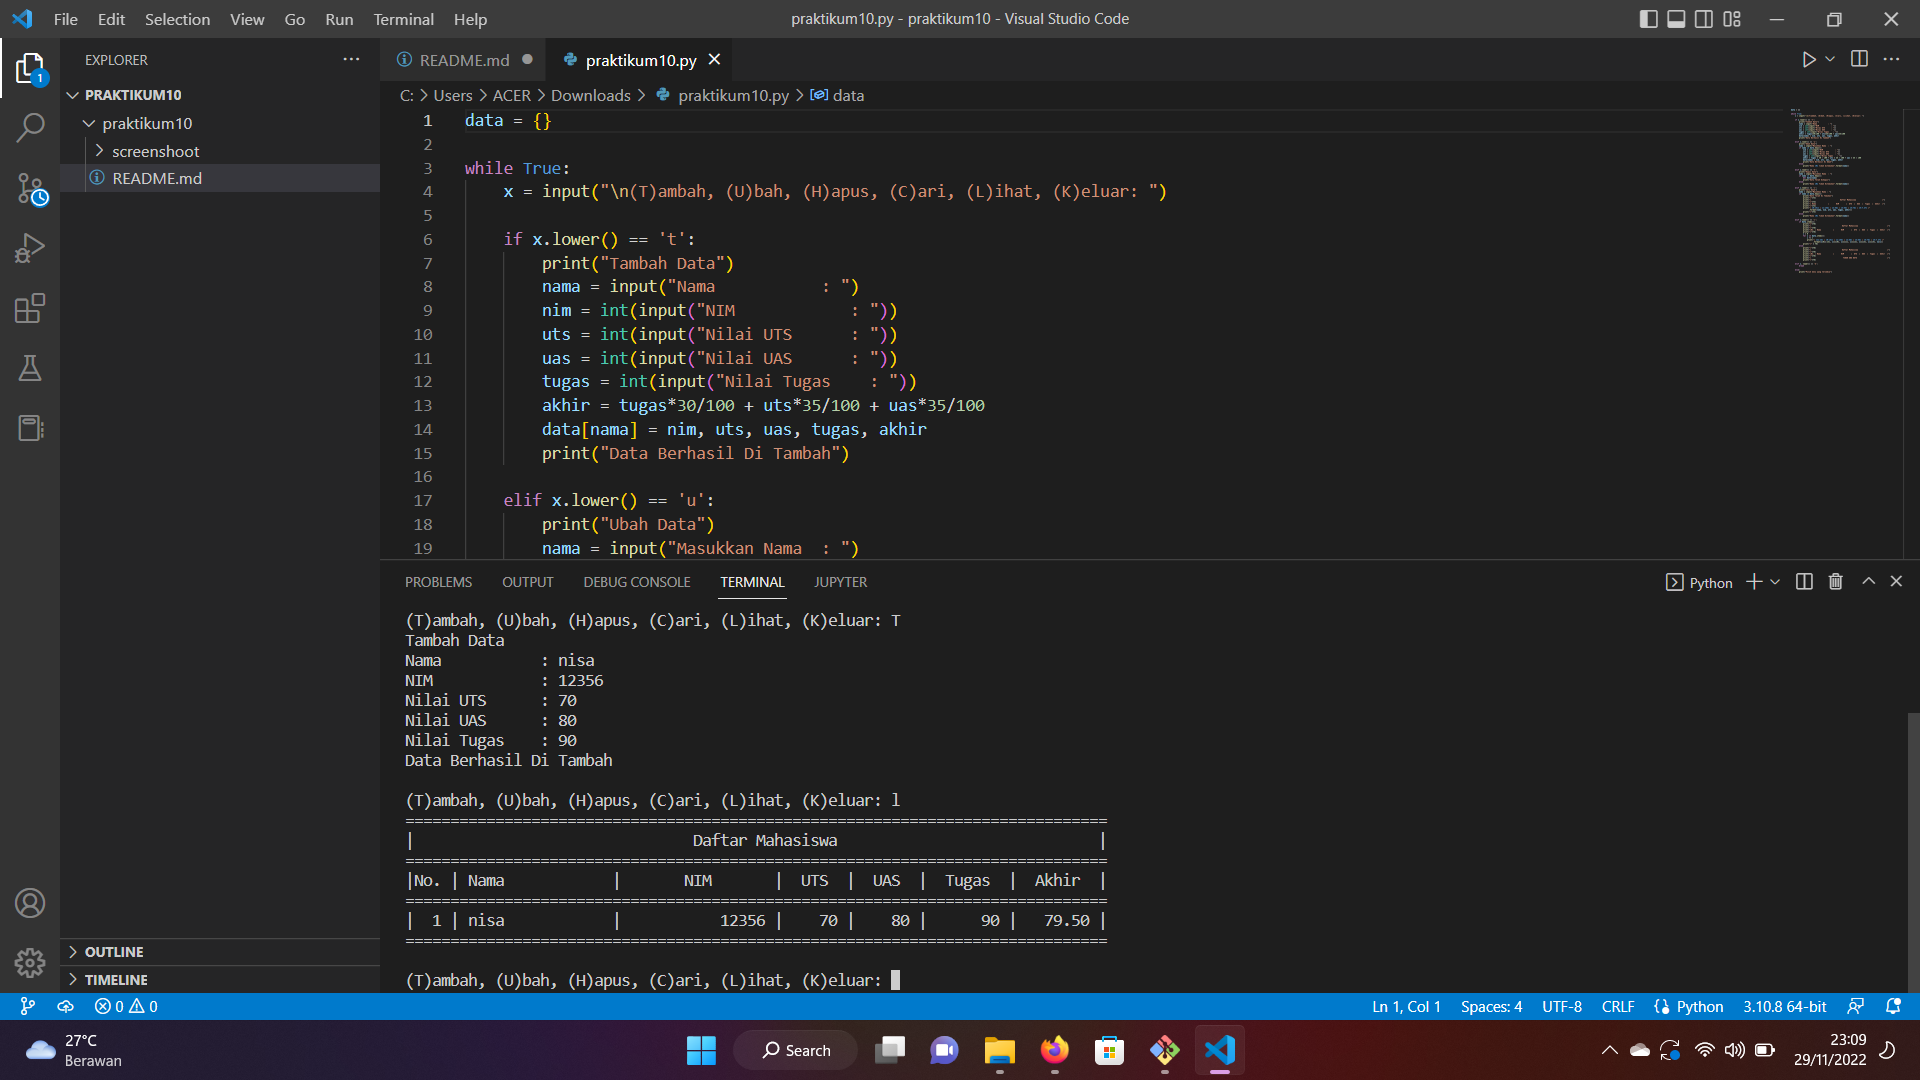 File Edit Selection View Go Run Terminal Help
praktikum10.py - praktikum10 - Visual Studio Code
EXPLORER
PRAKTIKUM10
praktikum10
screenshoot
README.md
OUTLINE
TIMELINE
1
README.md
praktikum10.py
C: > Users > ACER > Downloads > praktikum10.py > data
1 data = {}
2
3 while True:
4     x = input("\n(T)ambah, (U)bah, (H)apus, (C)ari, (L)ihat, (K)eluar: ")
5
6     if x.lower() == 't':
7         print("Tambah Data")
8         nama = input("Nama           : ")
9         nim = int(input("NIM            : "))
10         uts = int(input("Nilai UTS      : "))
11         uas = int(input("Nilai UAS      : "))
12         tugas = int(input("Nilai Tugas    : "))
13         akhir = tugas*30/100 + uts*35/100 + uas*35/100
14         data[nama] = nim, uts, uas, tugas, akhir
15         print("Data Berhasil Di Tambah")
16
17     elif x.lower() == 'u':
18         print("Ubah Data")
19         nama = input("Masukkan Nama  : ")
PROBLEMS OUTPUT DEBUG CONSOLE TERMINAL JUPYTER
Python
(T)ambah, (U)bah, (H)apus, (C)ari, (L)ihat, (K)eluar: T
Tambah Data
Nama           : nisa
NIM            : 12356
Nilai UTS      : 70
Nilai UAS      : 80
Nilai Tugas    : 90
Data Berhasil Di Tambah
(T)ambah, (U)bah, (H)apus, (C)ari, (L)ihat, (K)eluar: l
==============================================================================
|                               Daftar Mahasiswa                             |
==============================================================================
|No. | Nama            |       NIM       |  UTS  |  UAS  |  Tugas  |  Akhir  |
==============================================================================
|  1 | nisa            |           12356 |    70 |    80 |      90 |   79.50 |
==============================================================================
(T)ambah, (U)bah, (H)apus, (C)ari, (L)ihat, (K)eluar:
0 0
Ln 1, Col 1 Spaces: 4 UTF-8 CRLF Python 3.10.8 64-bit
27°C
Berawan
Search
23:09
29/11/2022